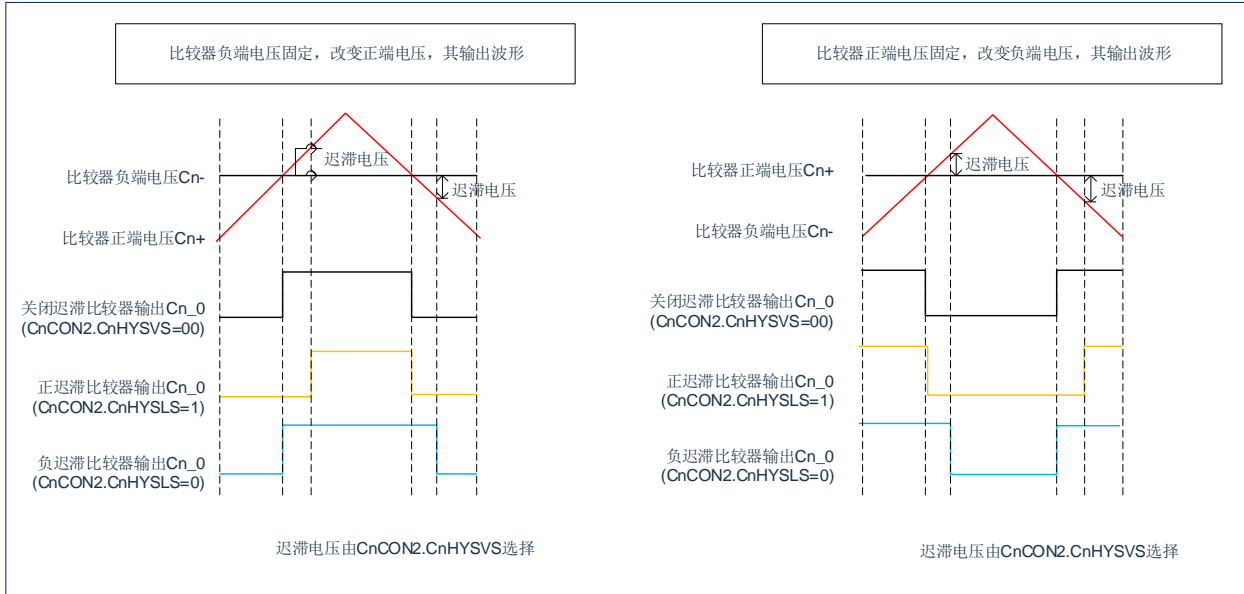 比较器负端电压固定，改变正端电压，其输出波形
迟滞电压
比较器负端电压Cn-
迟滞电压
比较器正端电压Cn+
关闭迟滞比较器输出Cn_0
(CnCON2.CnHYSVS=00)
正迟滞比较器输出Cn_0
(CnCON2.CnHYSLS=1)
负迟滞比较器输出Cn_0
(CnCON2.CnHYSLS=0)
迟滞电压由CnCON2.CnHYSVS选择
比较器正端电压固定，改变负端电压，其输出波形
迟滞电压
比较器正端电压Cn+
迟滞电压
比较器负端电压Cn-
关闭迟滞比较器输出Cn_0
(CnCON2.CnHYSVS=00)
正迟滞比较器输出Cn_0
(CnCON2.CnHYSLS=1)
负迟滞比较器输出Cn_0
(CnCON2.CnHYSLS=0)
迟滞电压由CnCON2.CnHYSVS选择